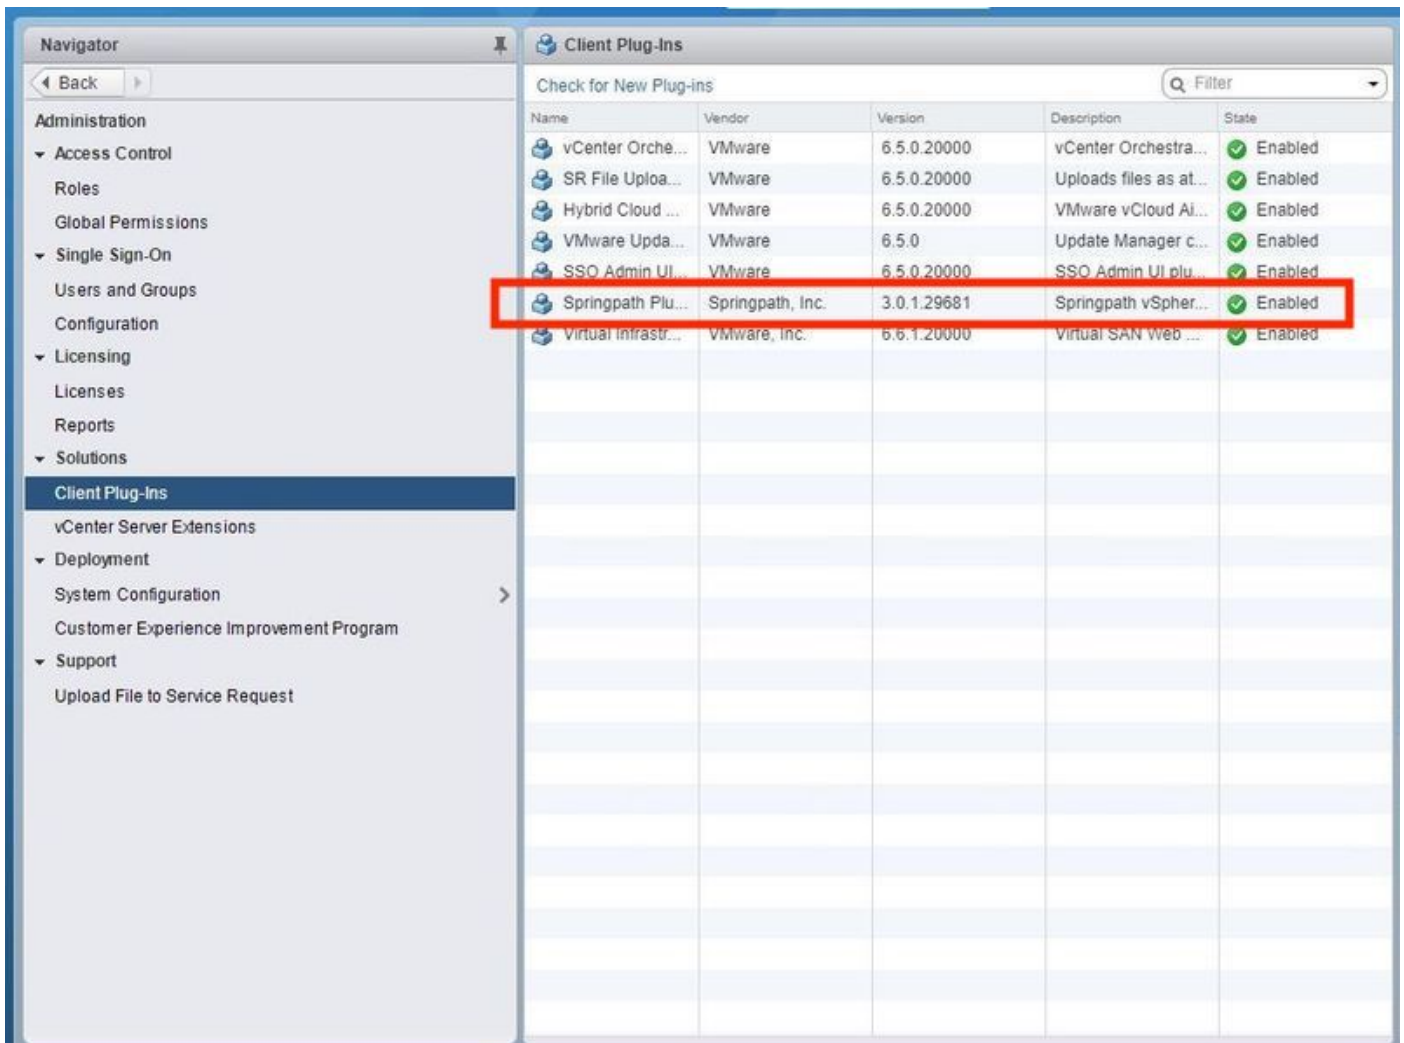 Navigator
Back
Administration
Access Control
Roles
Global Permissions
Single Sign-On
Users and Groups
Configuration
Licensing
Licenses
Reports
Solutions
Client Plug-Ins
vCenter Server Extensions
Deployment
System Configuration
Customer Experience Improvement Program
Support
Upload File to Service Request
Client Plug-Ins
Check for New Plug-ins Filter
Name Vendor Version Description State
vCenter Orche... VMware 6.5.0.20000 vCenter Orchestra... Enabled
SR File Uploa... VMware 6.5.0.20000 Uploads files as at... Enabled
Hybrid Cloud ... VMware 6.5.0.20000 VMware vCloud Ai... Enabled
VMware Upda... VMware 6.5.0 Update Manager c... Enabled
SSO Admin UI... VMware 6.5.0.20000 SSO Admin UI plu... Enabled
Springpath Plu... Springpath, Inc. 3.0.1.29681 Springpath vSpher... Enabled
Virtual Infrastr... VMware, Inc. 6.6.1.20000 Virtual SAN Web ... Enabled